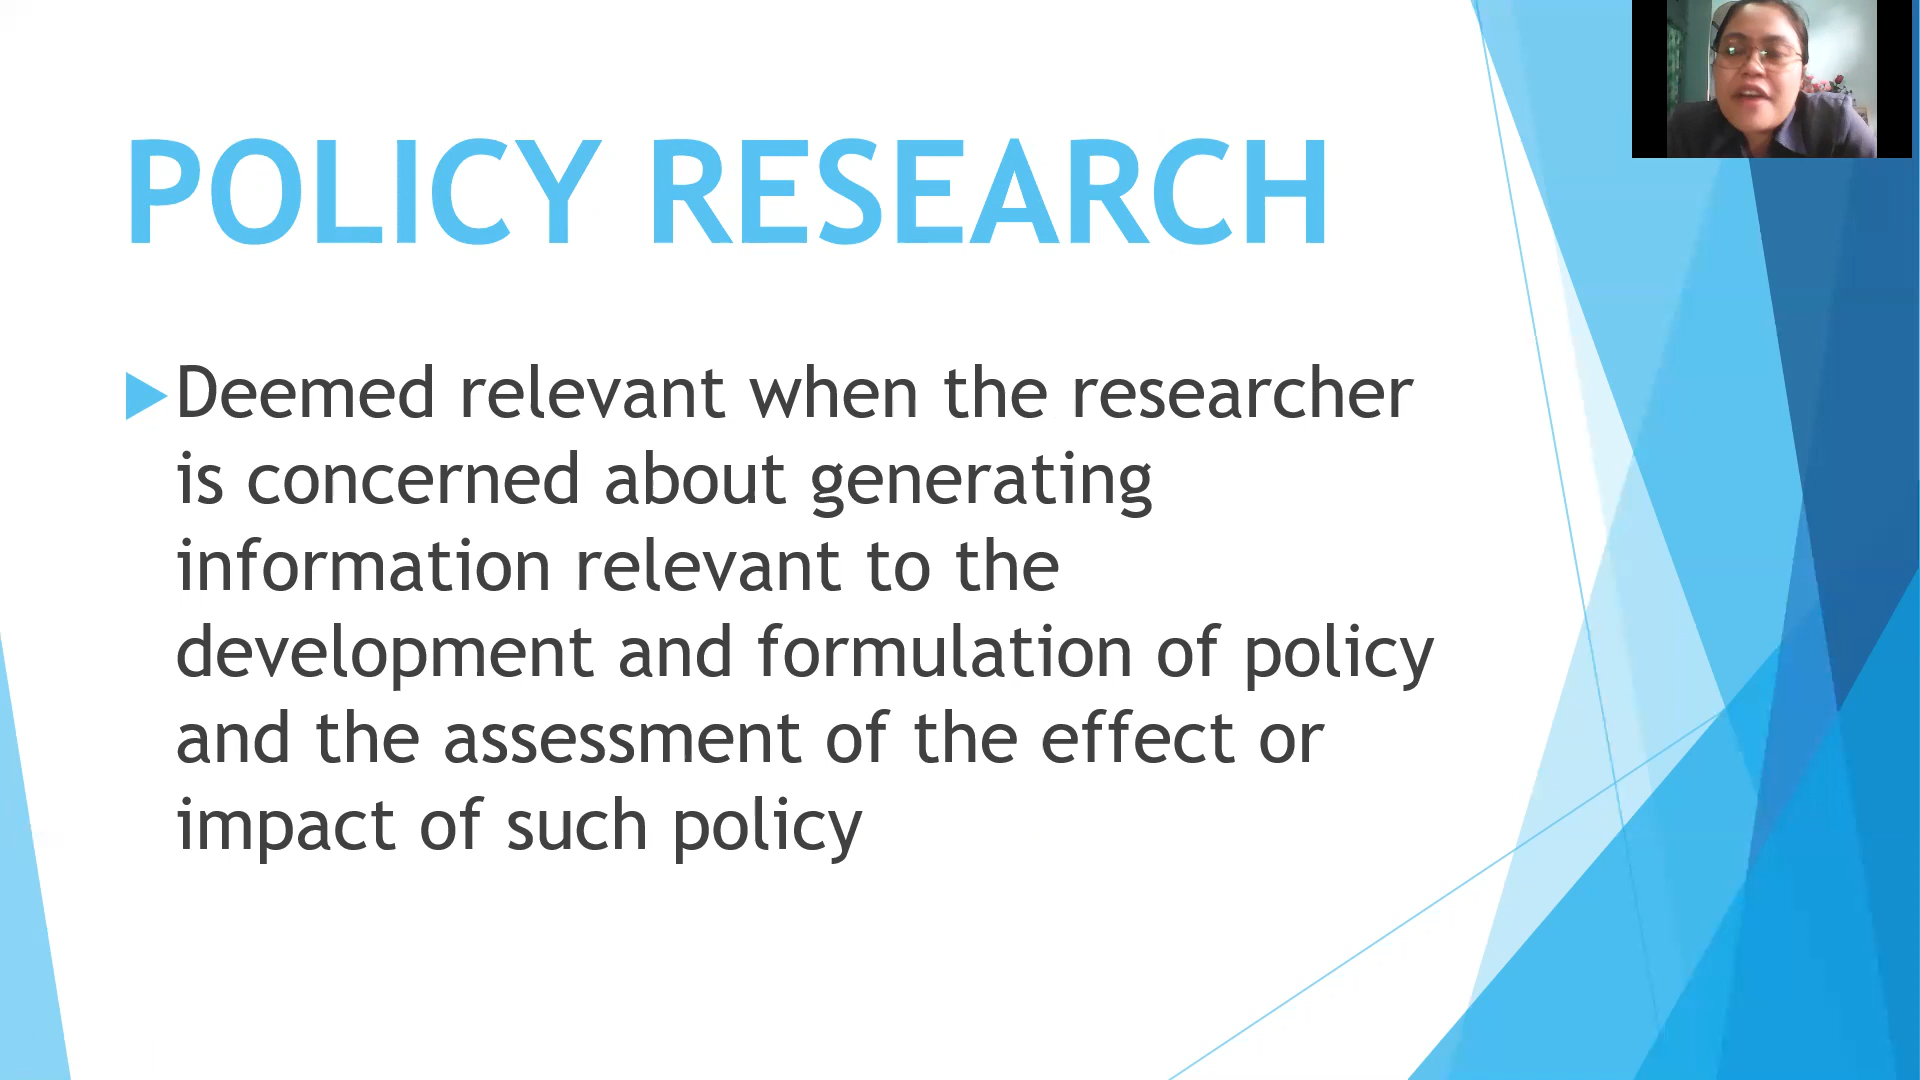 POLICY RESEARCH
Deemed relevant when the researcher
is concerned about generating
information relevant to the
development and formulation of policy
and the assessment of the effect or
impact of such policy